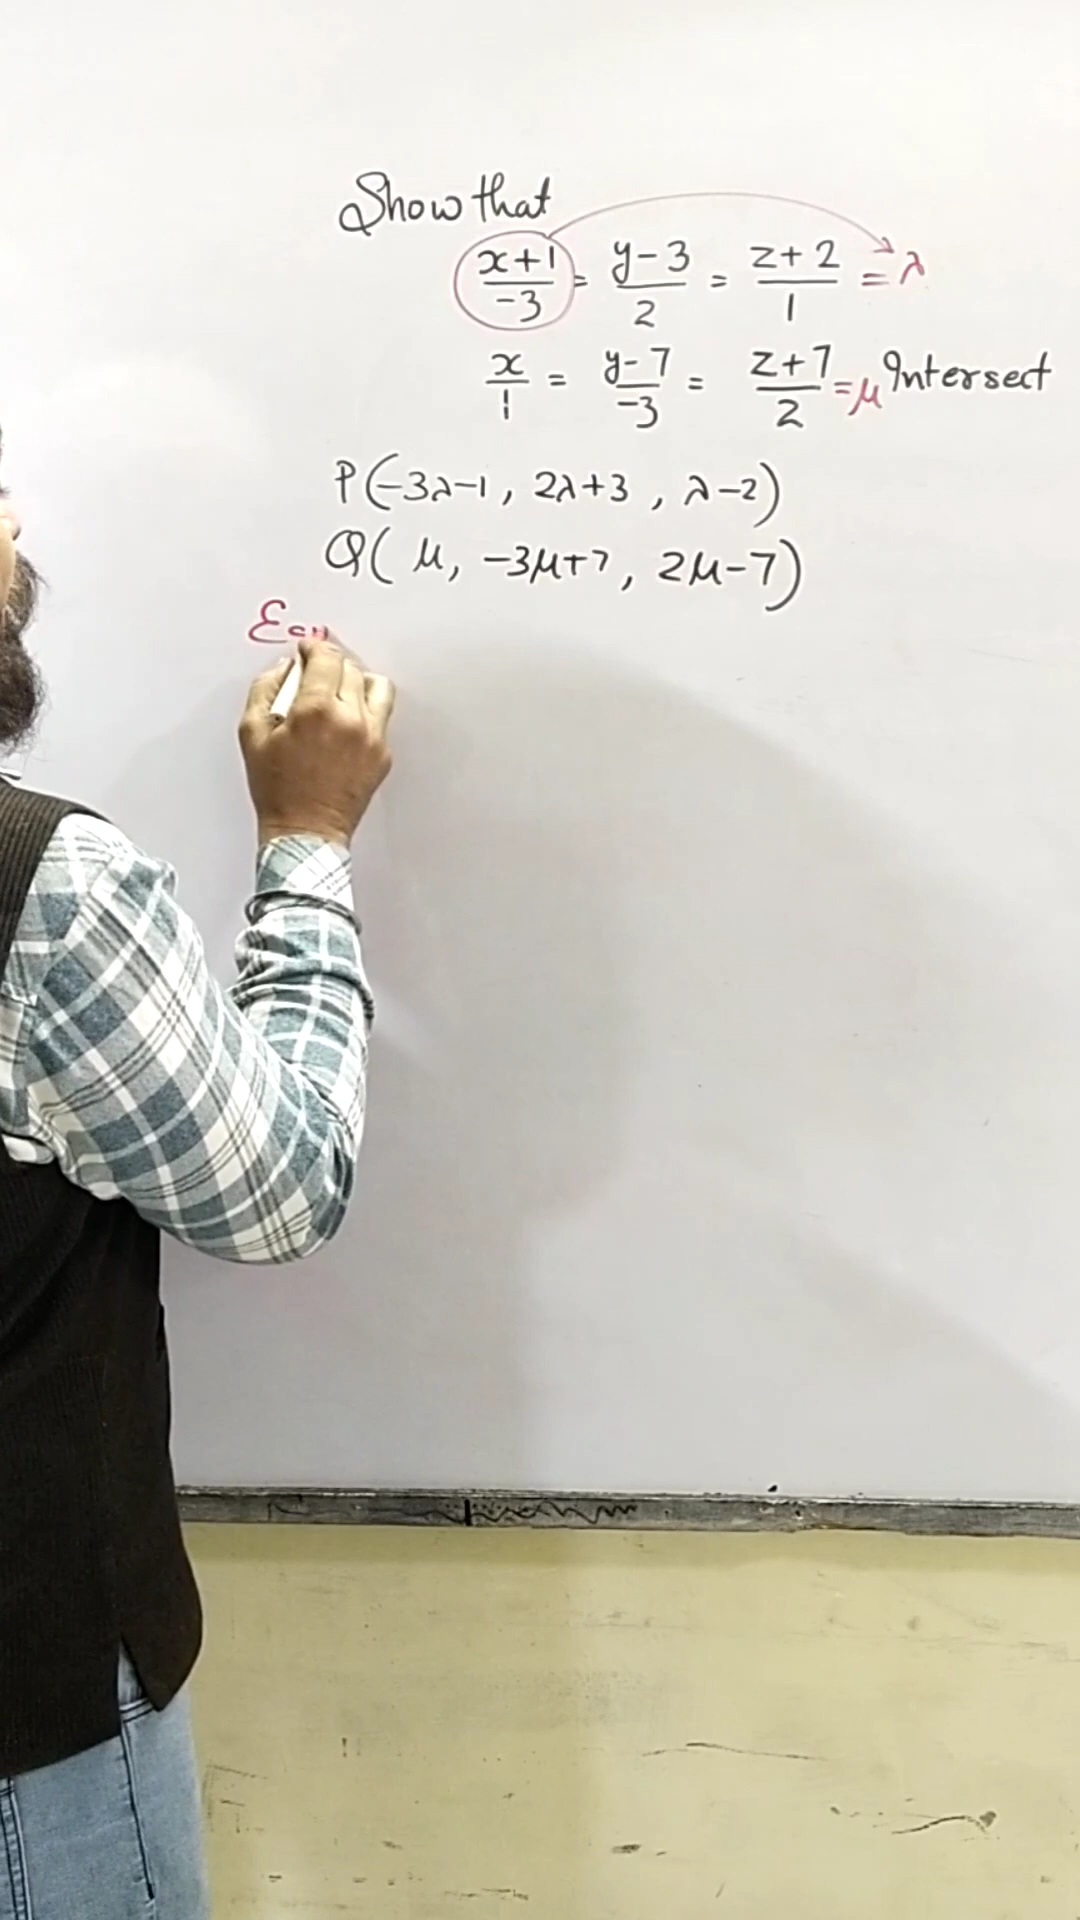 Show that
x+1/-3 = y-3/2 = z+2/1 = λ
x/1 = y-7/-3 = z+7/2 = μ Intersect
P(-3λ-1, 2λ+3, λ-2)
Q(μ, -3μ+7, 2μ-7)